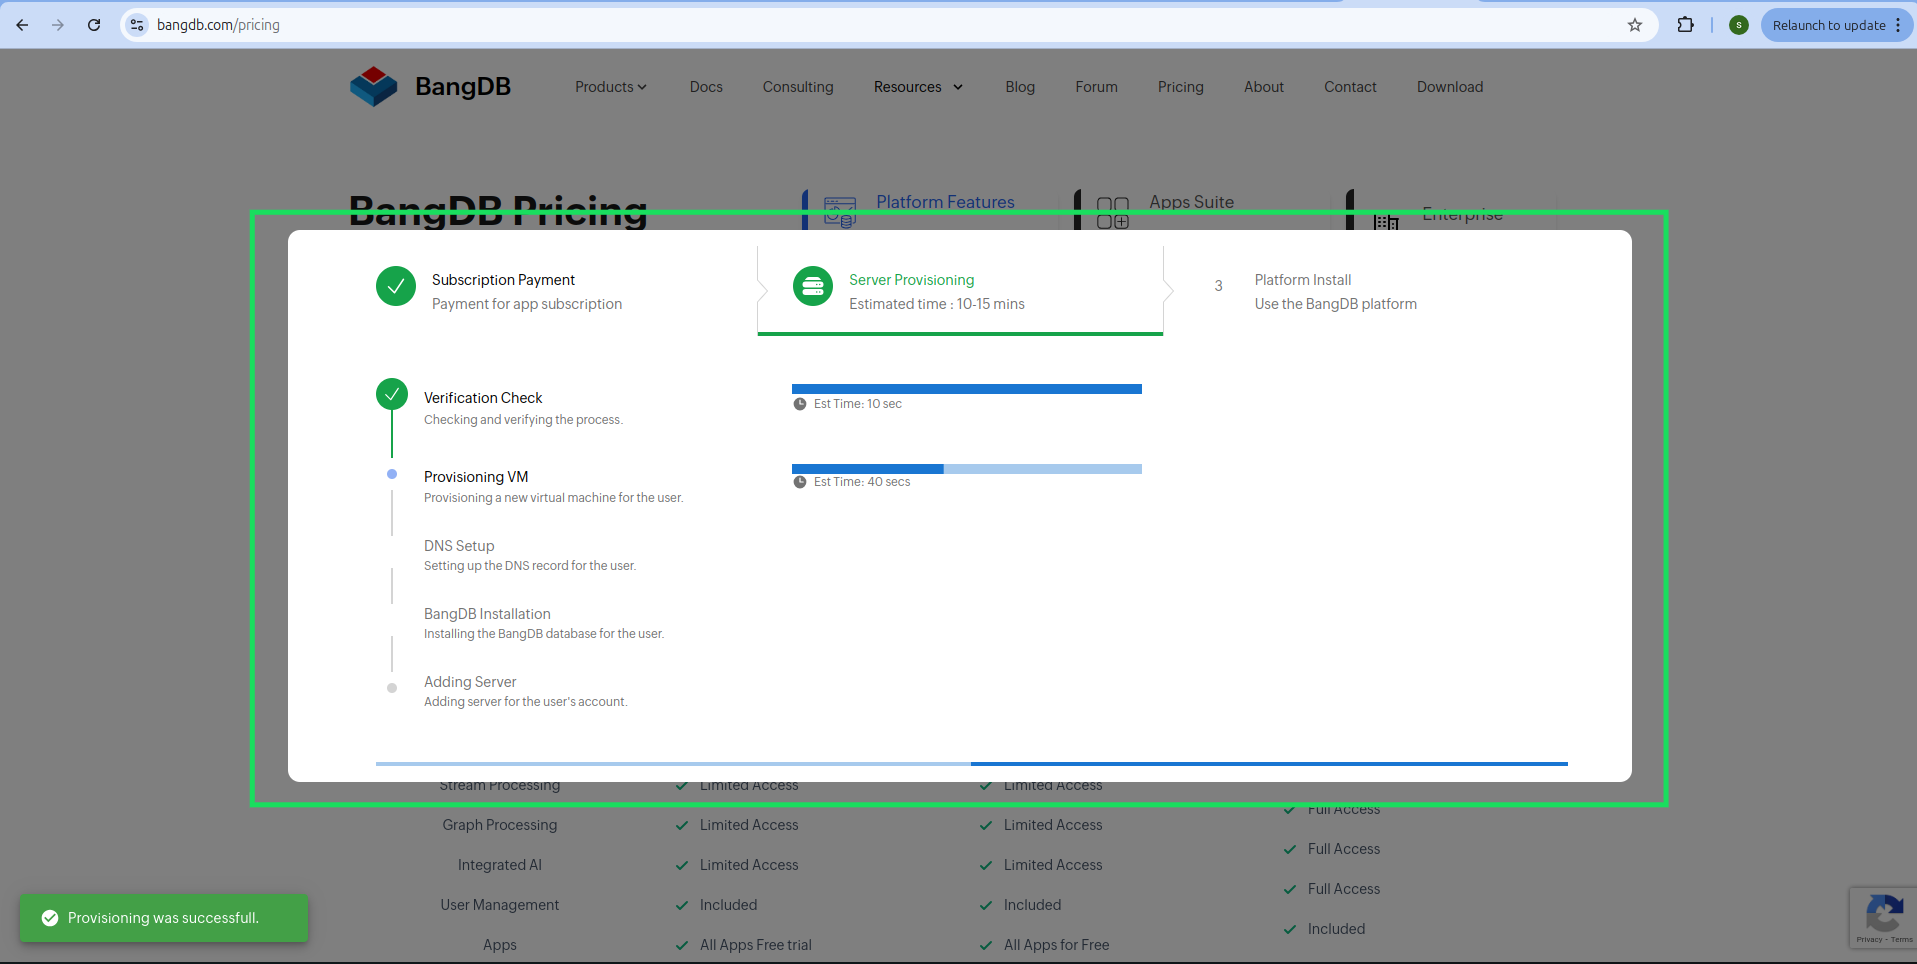 bangdb.com/pricing
S
Relaunch to update
BangDB
Products
Docs
Consulting
Resources
Blog
Forum
Pricing
About
Contact
Download
BangDB Pricing
Platform Features
Apps Suite
Enterprise
Subscription Payment
Payment for app subscription
Server Provisioning
Estimated time : 10-15 mins
3
Platform Install
Use the BangDB platform
Verification Check
Checking and verifying the process.
Est Time: 10 sec
Provisioning VM
Provisioning a new virtual machine for the user.
Est Time: 40 secs
DNS Setup
Setting up the DNS record for the user.
BangDB Installation
Installing the BangDB database for the user.
Adding Server
Adding server for the user's account.
Stream Processing
Limited Access
Limited Access
Full Access
Graph Processing
Limited Access
Limited Access
Full Access
Integrated AI
Limited Access
Limited Access
Full Access
User Management
Included
Included
Included
Apps
All Apps Free trial
All Apps for Free
Provisioning was successfull.
Privacy - Terms